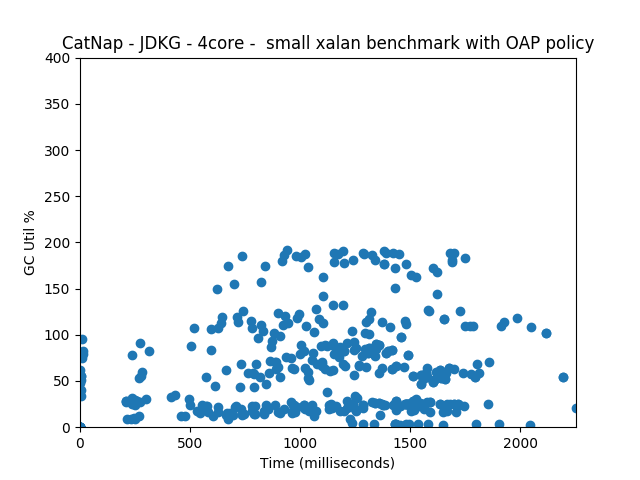 CatNap - JDKG - 4core -  small xalan benchmark with OAP policy
400
350
300
250
200
150
100
50
0
GC Util %
0 500 1000 1500 2000
Time (milliseconds)